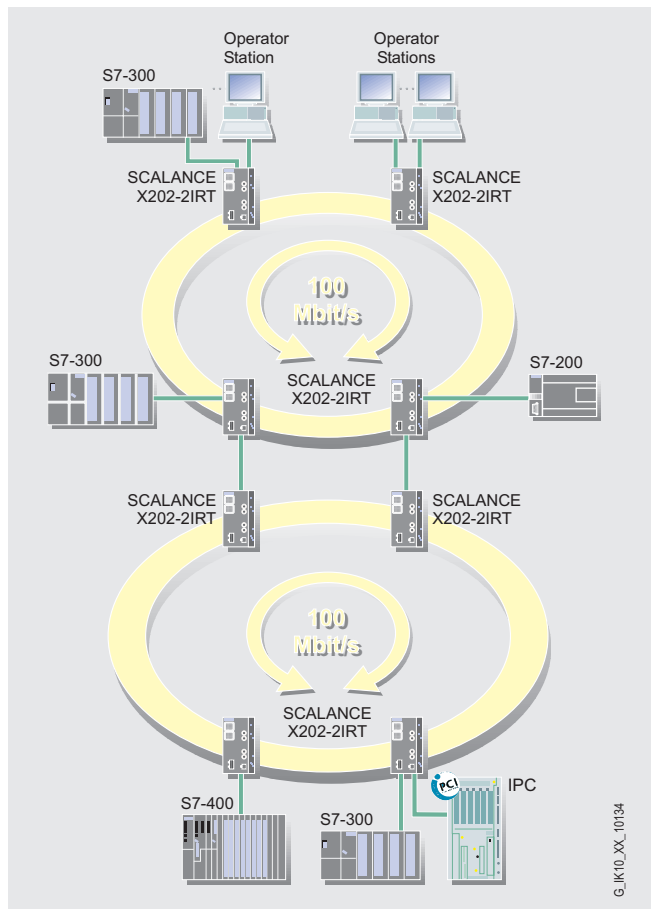 Operator
Station
Operator
Stations
S7-300
SCALANCE
X202-2IRT
SCALANCE
X202-2IRT
100
Mbit/s
S7-300
SCALANCE
X202-2IRT
S7-200
SCALANCE
X202-2IRT
SCALANCE
X202-2IRT
100
Mbit/s
SCALANCE
X202-2IRT
PCI
IPC
S7-400
S7-300
G_IK10_XX_10134